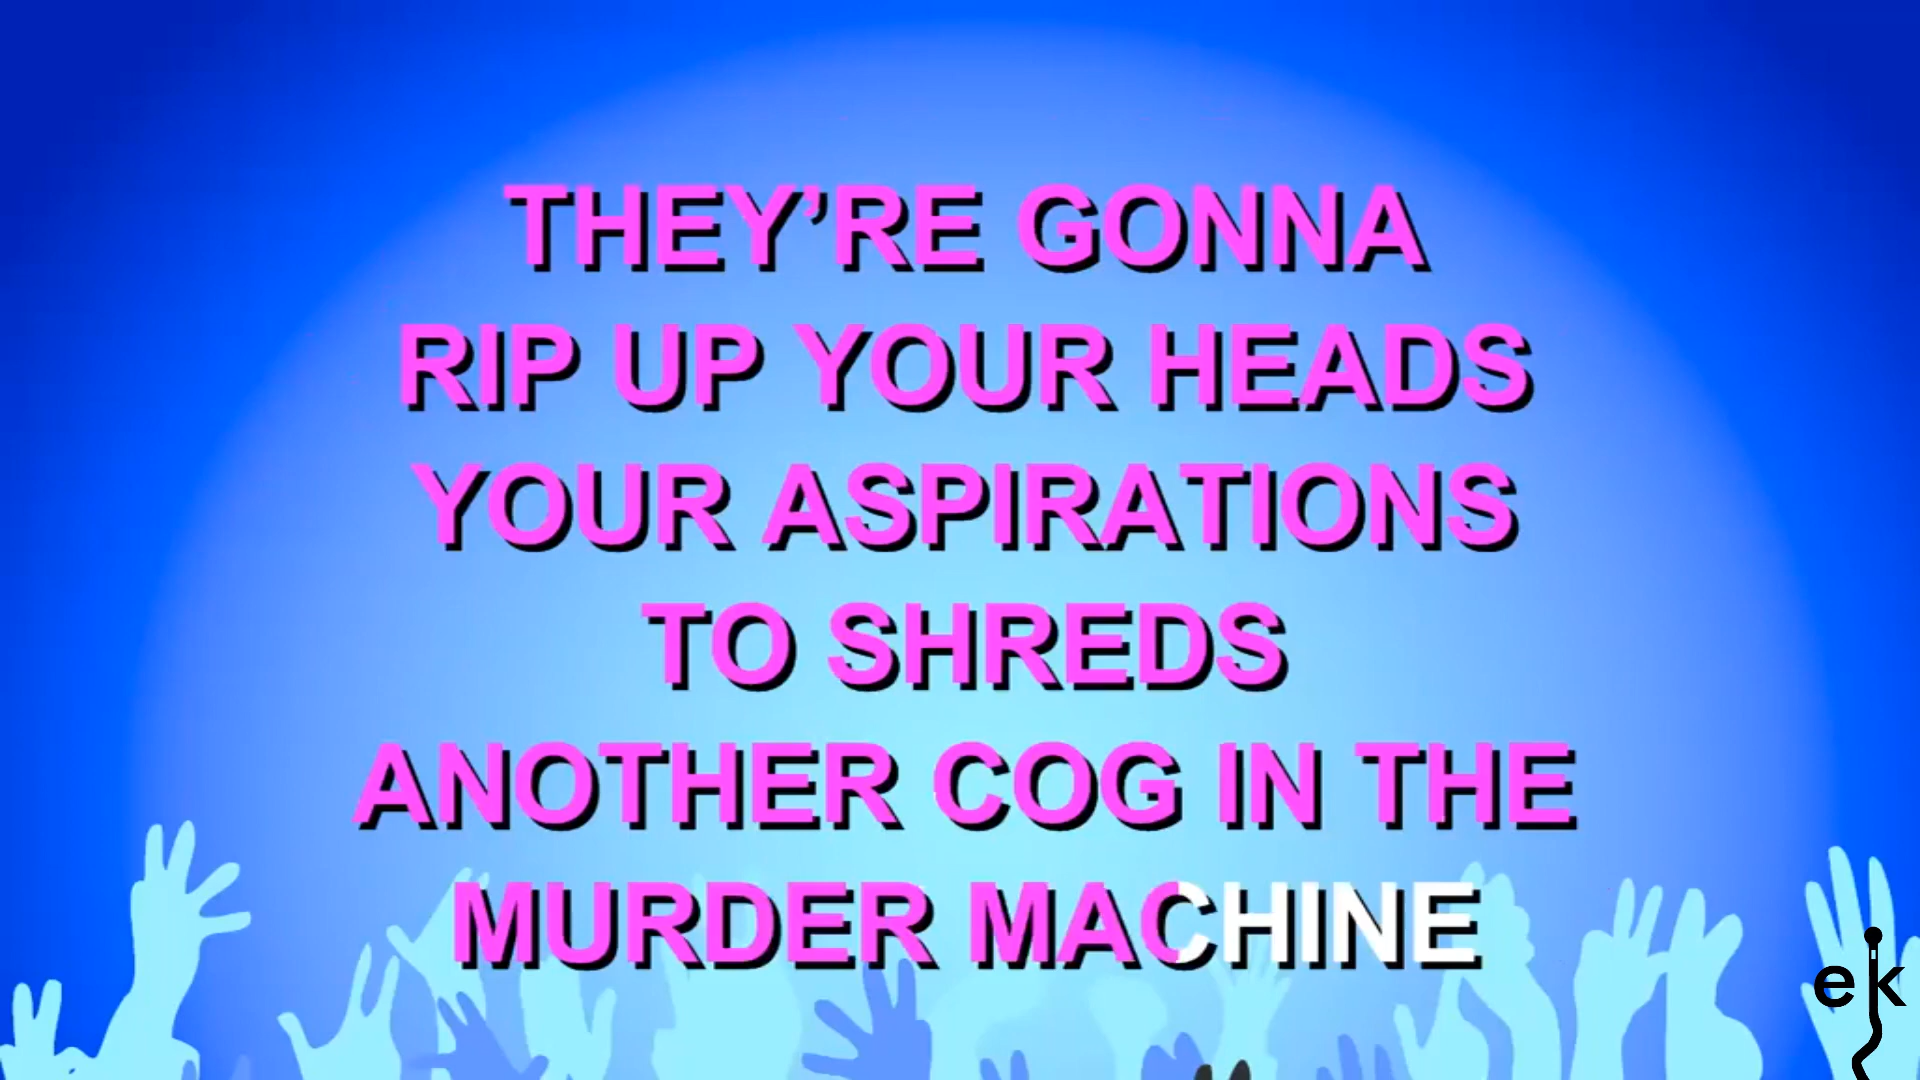 THEY’RE GONNA
RIP UP YOUR HEADS
YOUR ASPIRATIONS
TO SHREDS
ANOTHER COG IN THE
MURDER MACHINE
ek